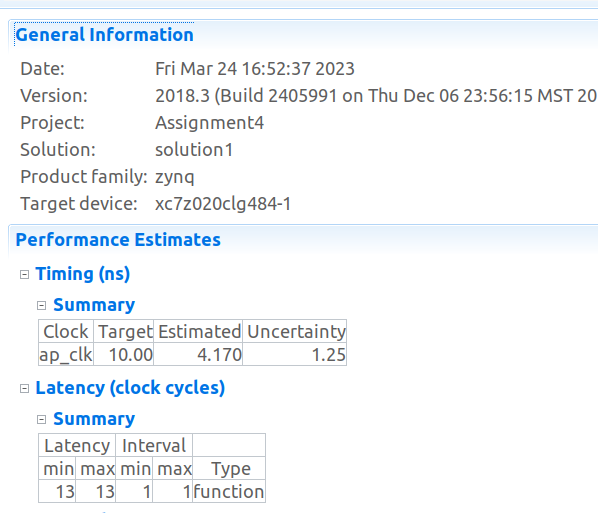 General Information
Date: Fri Mar 24 16:52:37 2023
Version: 2018.3 (Build 2405991 on Thu Dec 06 23:56:15 MST 20
Project: Assignment4
Solution: solution1
Product family: zynq
Target device: xc7z020clg484-1
Performance Estimates
Timing (ns)
Summary
Clock Target Estimated Uncertainty
ap_clk 10.00 4.170 1.25
Latency (clock cycles)
Summary
Latency Interval
min max min max Type
13 13 1 1 function